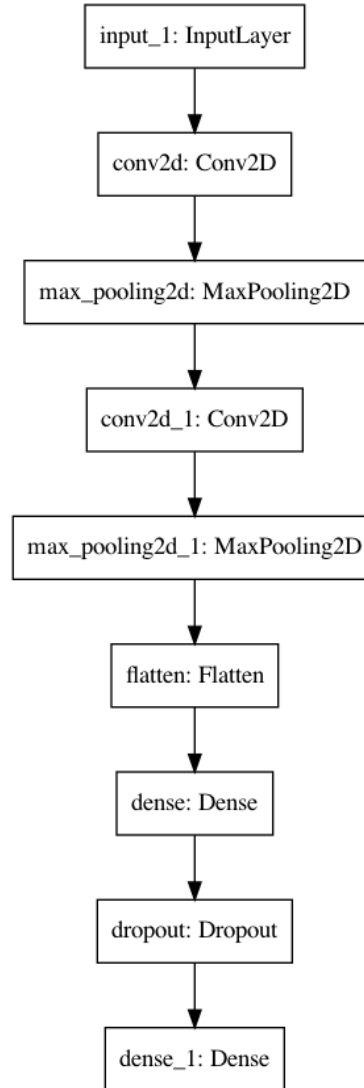 input_1: InputLayer
conv2d: Conv2D
max_pooling2d: MaxPooling2D
conv2d_1: Conv2D
max_pooling2d_1: MaxPooling2D
flatten: Flatten
dense: Dense
dropout: Dropout
dense_1: Dense